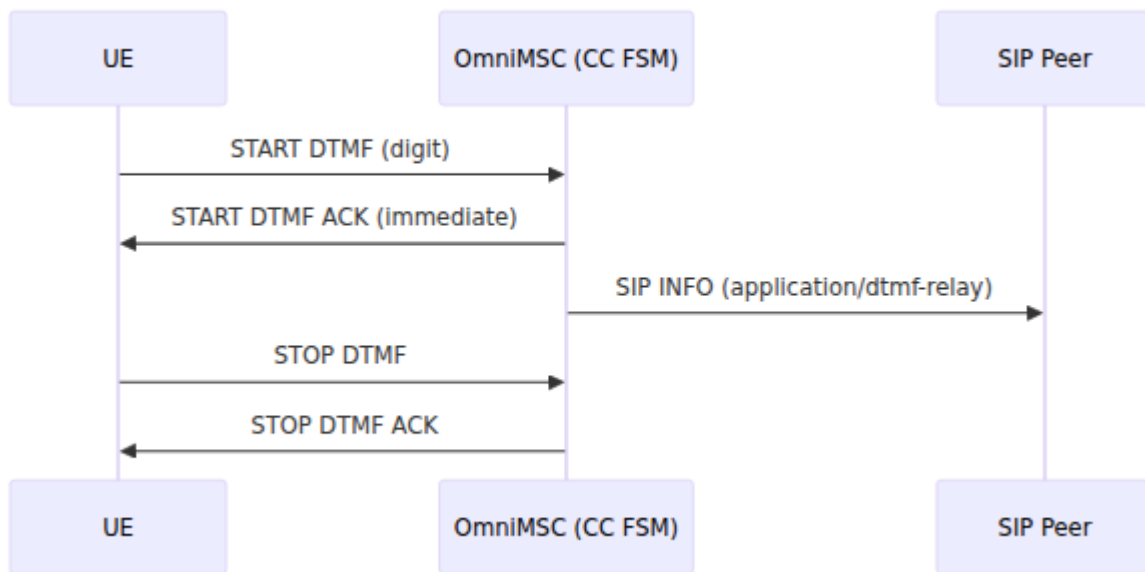 UE
OmniMSC (CC FSM)
SIP Peer
START DTMF (digit)
START DTMF ACK (immediate)
SIP INFO (application/dtmf-relay)
STOP DTMF
STOP DTMF ACK
UE
OmniMSC (CC FSM)
SIP Peer